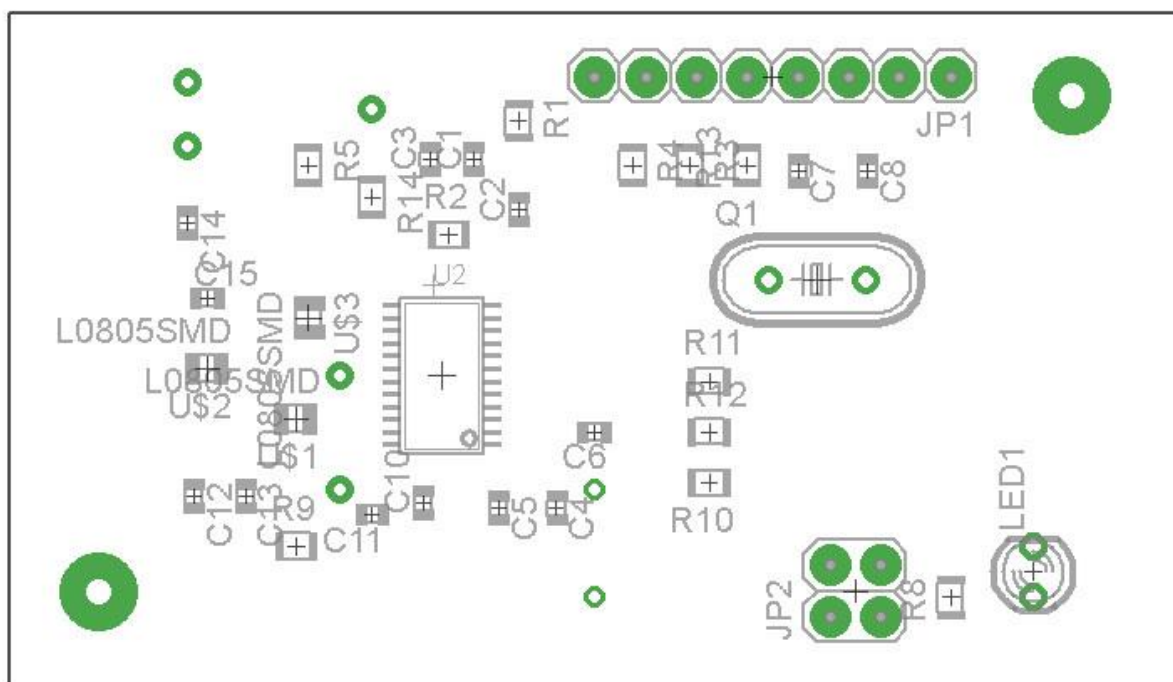 JP1
R1
C1
C3
R5
R4
R13
R3
C7
C8
R14
R2
C2
Q1
C14
C15
U2
L0805SMD
U$3
L0805SMD
R11
L0805SMD
R12
U$2
U$1
C6
C10
LED1
C12
C13
R9
C11
C5
C4
R10
JP2
R8